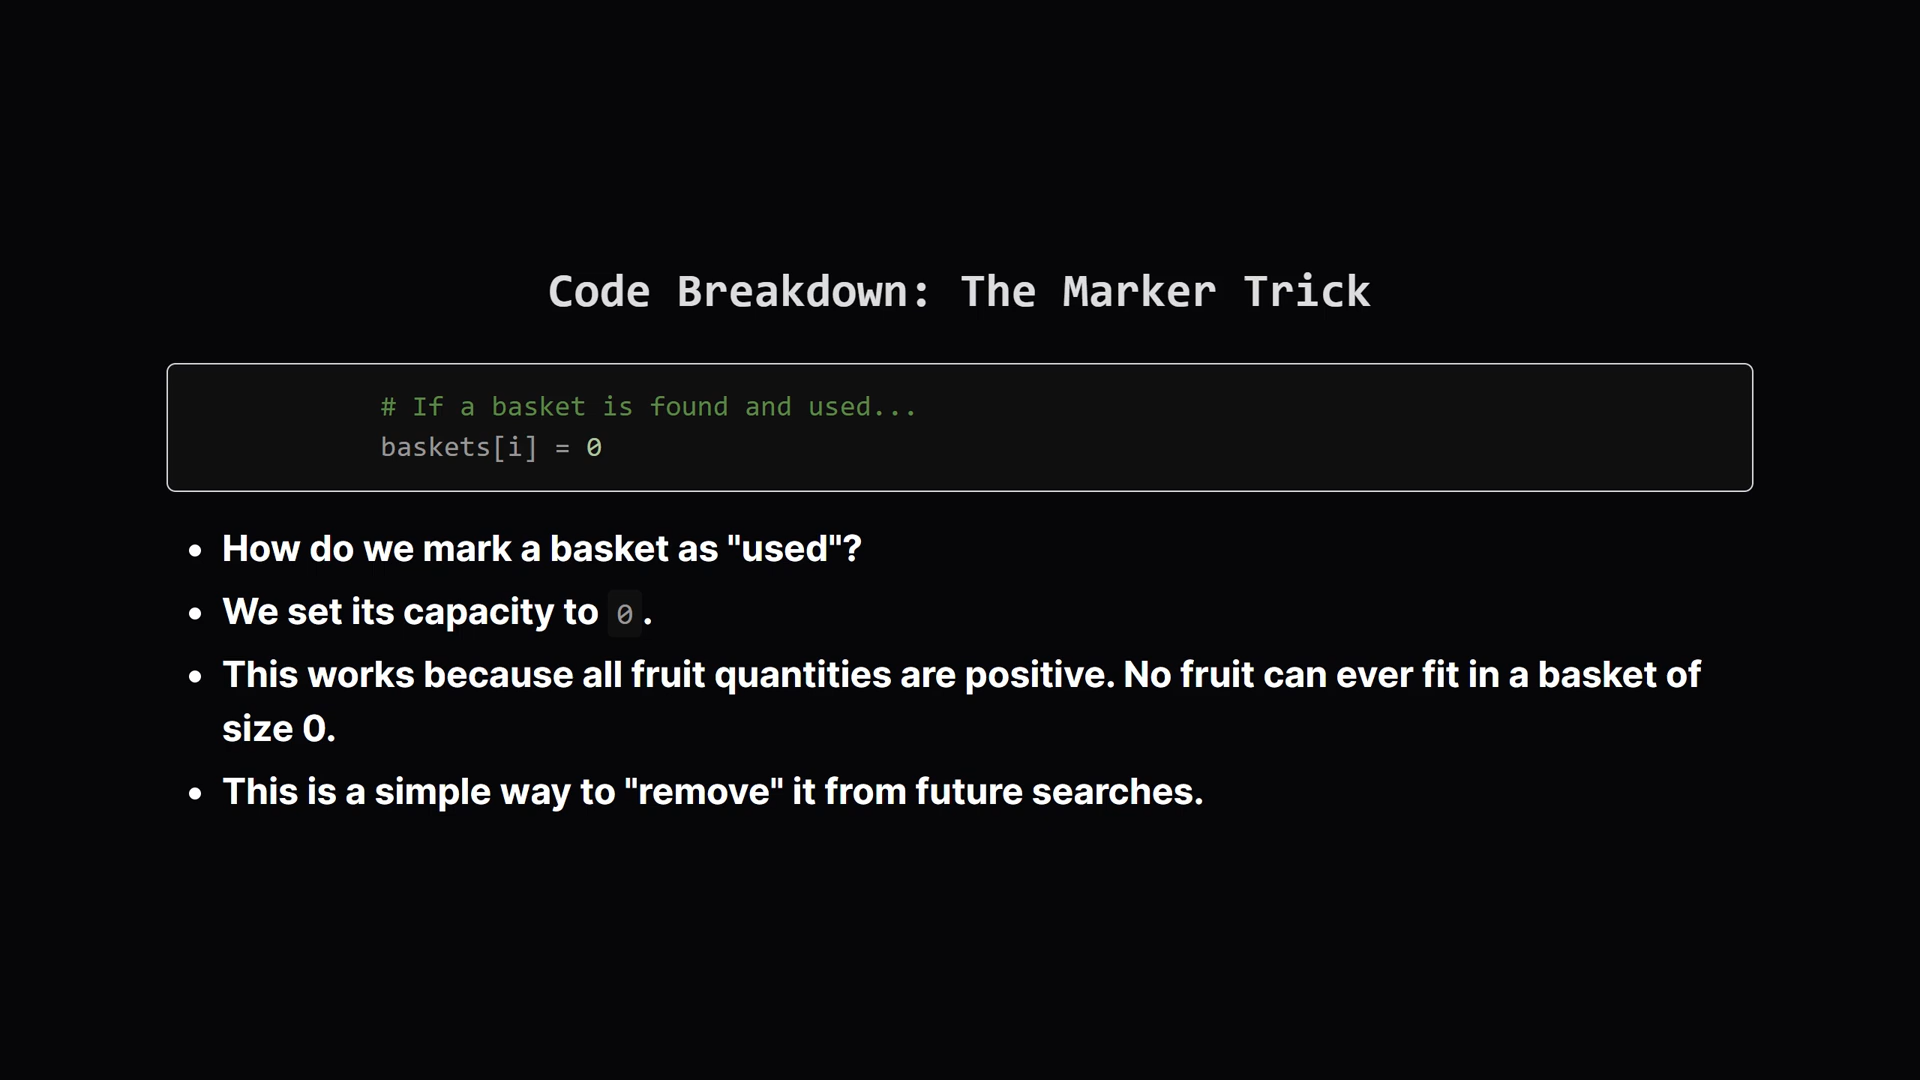 Code Breakdown: The Marker Trick
# If a basket is found and used...
baskets[i] = 0
• How do we mark a basket as "used"?
• We set its capacity to 0.
• This works because all fruit quantities are positive. No fruit can ever fit in a basket of
size 0.
• This is a simple way to "remove" it from future searches.